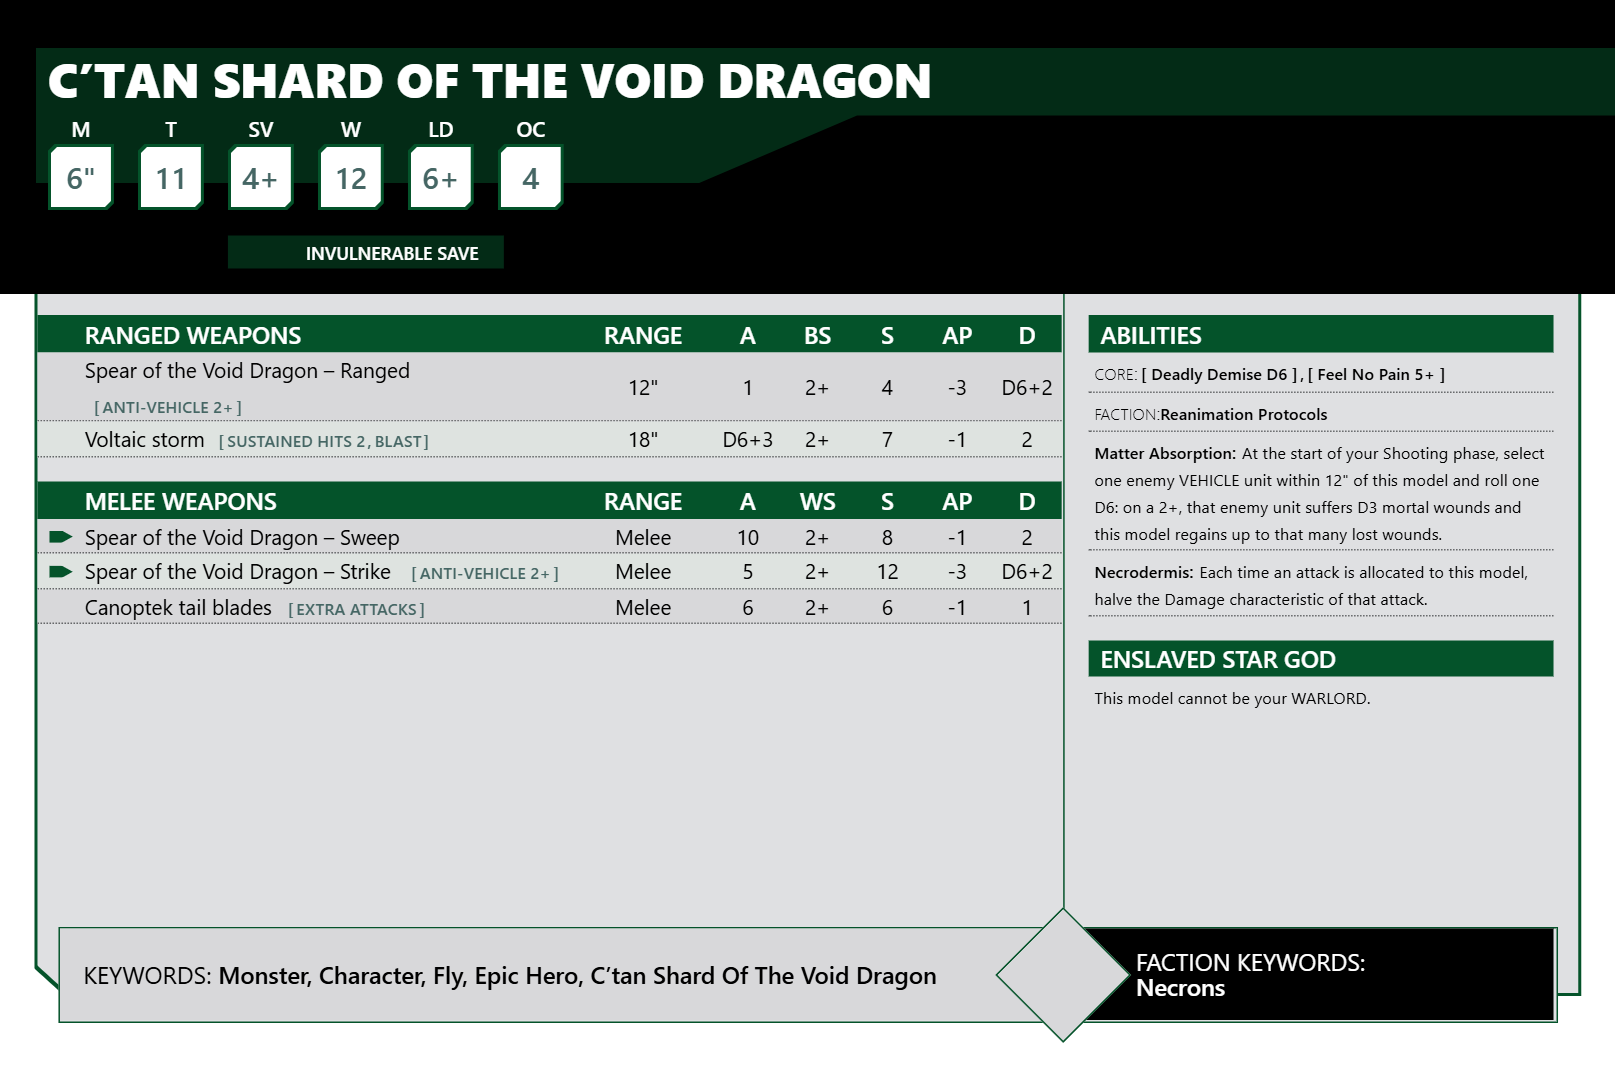 C’TAN SHARD OF THE VOID DRAGON
M T SV W LD OC
6" 11 4+ 12 6+ 4
INVULNERABLE SAVE
RANGED WEAPONS RANGE A BS S AP D
Spear of the Void Dragon – Ranged
[ ANTI-VEHICLE 2+ ] 12" 1 2+ 4 -3 D6+2
Voltaic storm [ SUSTAINED HITS 2 , BLAST ] 18" D6+3 2+ 7 -1 2
MELEE WEAPONS RANGE A WS S AP D
Spear of the Void Dragon – Sweep Melee 10 2+ 8 -1 2
Spear of the Void Dragon – Strike [ ANTI-VEHICLE 2+ ] Melee 5 2+ 12 -3 D6+2
Canoptek tail blades [ EXTRA ATTACKS ] Melee 6 2+ 6 -1 1
ABILITIES
CORE: [ Deadly Demise D6 ] , [ Feel No Pain 5+ ]
FACTION:Reanimation Protocols
Matter Absorption: At the start of your Shooting phase, select
one enemy VEHICLE unit within 12" of this model and roll one
D6: on a 2+, that enemy unit suffers D3 mortal wounds and
this model regains up to that many lost wounds.
Necrodermis: Each time an attack is allocated to this model,
halve the Damage characteristic of that attack.
ENSLAVED STAR GOD
This model cannot be your WARLORD.
KEYWORDS: Monster, Character, Fly, Epic Hero, C’tan Shard Of The Void Dragon
FACTION KEYWORDS:
Necrons